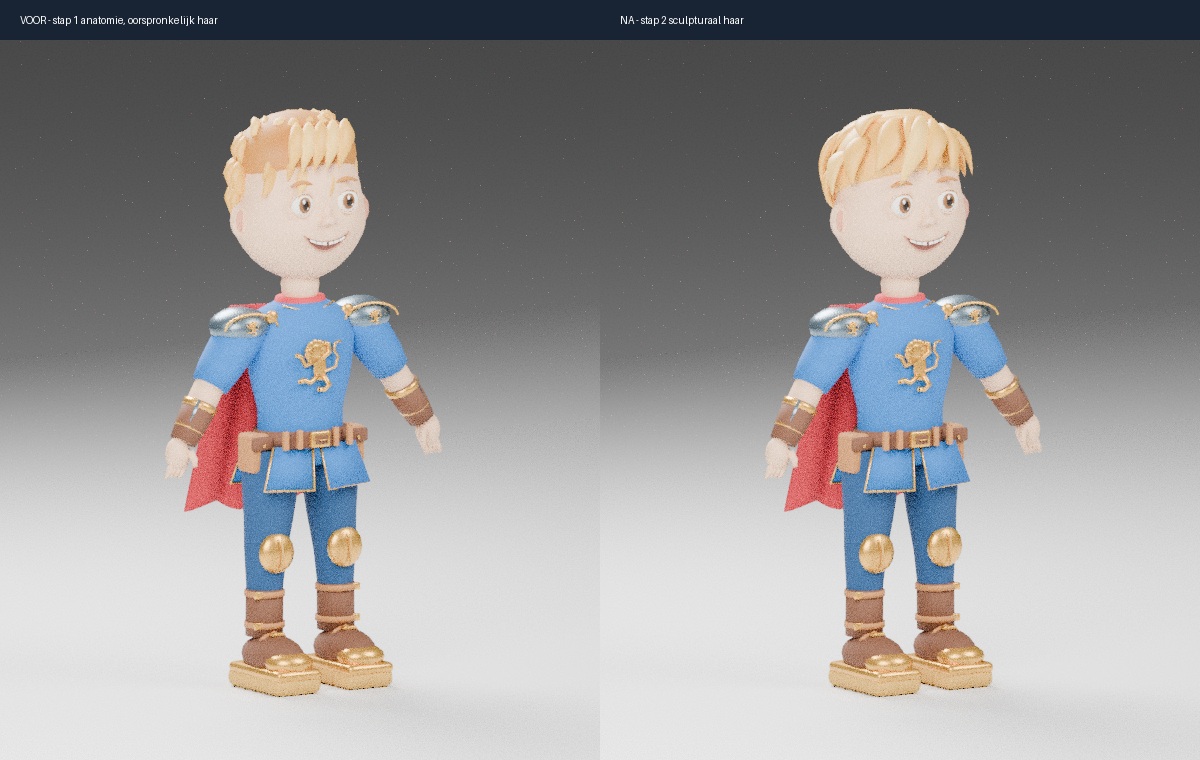 VOOR - stap 1 anatomie, oorspronkelijk haar
NA - stap 2 sculpturaal haar